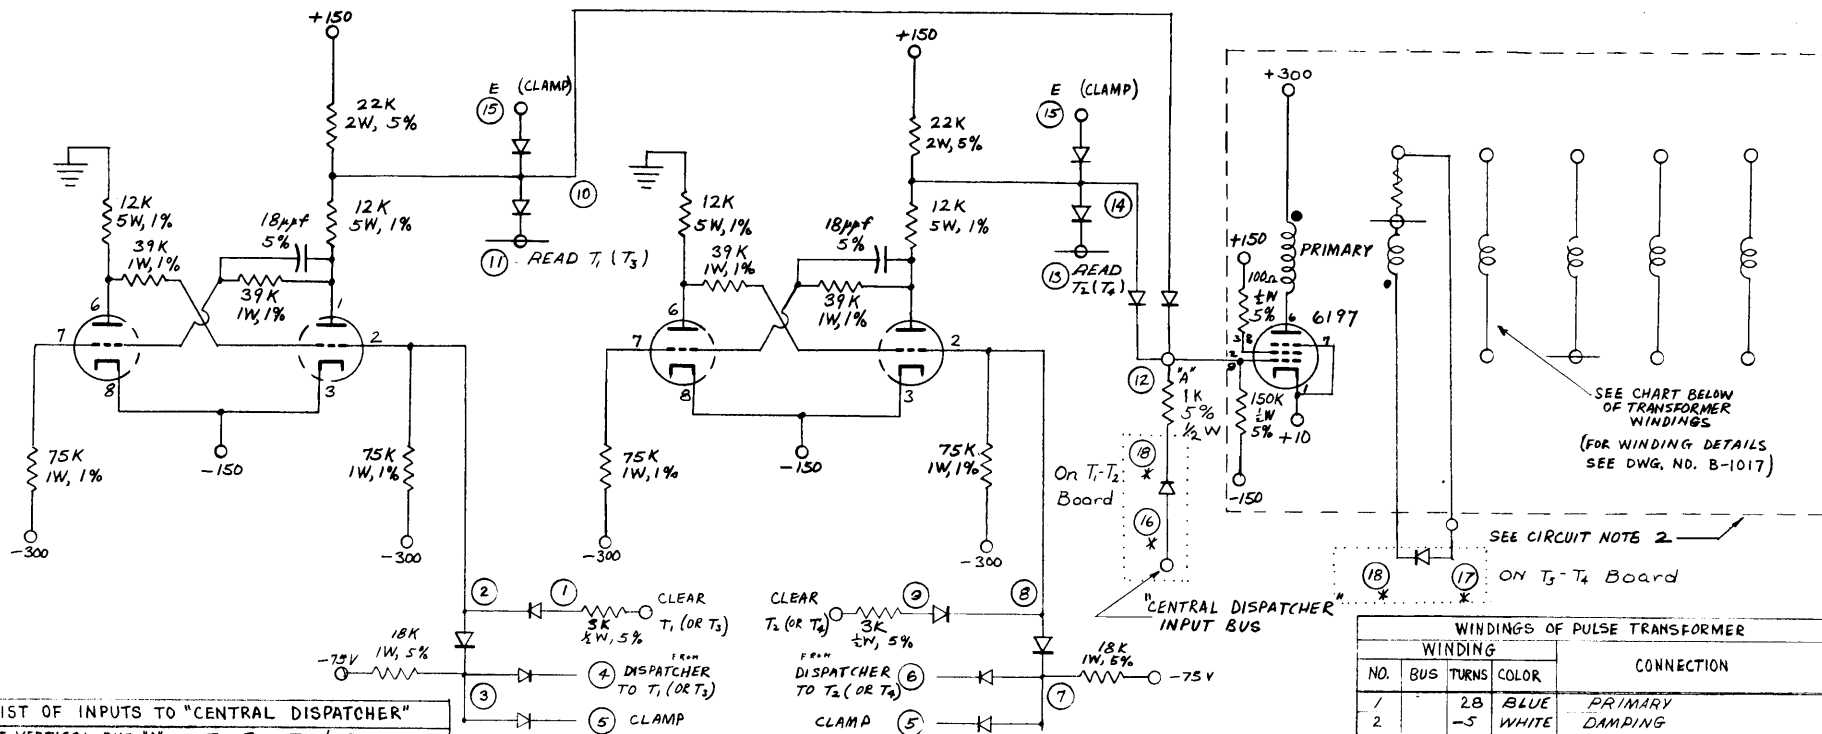 +150
22K
2W, 5%
E (CLAMP)
15
10
11 READ T1 (T3)
12K
5W, 1%
39K
1W, 1%
18μμf
5%
12K
5W, 1%
39K
1W, 1%
6
1
7
2
8
3
-150
75K
1W, 1%
75K
1W, 1%
-300
-300
2
1
3K
½W, 5%
CLEAR
T1 (OR T3)
18K
1W, 5%
-75V
3
4
FROM
DISPATCHER
TO T1 (OR T3)
5 CLAMP
+150
22K
2W, 5%
E (CLAMP)
15
14
13 READ
T2 (T4)
12K
5W, 1%
39K
1W, 1%
18μμf
5%
12K
5W, 1%
39K
1W, 1%
6
1
7
2
8
3
-150
75K
1W, 1%
75K
1W, 1%
-300
-300
CLEAR
T2 (OR T4)
3K
½W, 5%
9
8
18K
1W, 5%
-75V
FROM
DISPATCHER
TO T2 (OR T4)
6
7
CLAMP 5
12
"A"
1K
5%
1/2 W
On T1-T2
Board
18
*
16
*
"CENTRAL DISPATCHER"
INPUT BUS
+300
PRIMARY
+150
100Ω
½W
5%
6197
6
7
3
8
2
9
1
150K
½W
5%
+10
-150
SEE CHART BELOW
OF TRANSFORMER
WINDINGS
(FOR WINDING DETAILS
SEE DWG. NO. B-1017)
SEE CIRCUIT NOTE 2
18
*
17
*
ON T3-T4 Board
IST OF INPUTS TO "CENTRAL DISPATCHER"
WINDINGS OF PULSE TRANSFORMER
WINDING
CONNECTION
NO. BUS TURNS COLOR
1 28 BLUE PRIMARY
2 -5 WHITE DAMPING